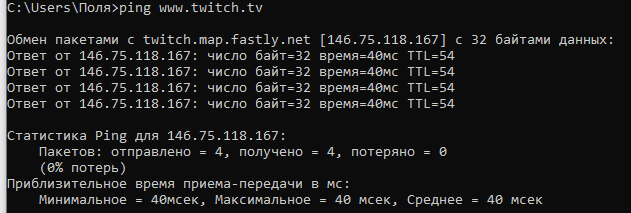 C:\Users\Поля>ping www.twitch.tv
Обмен пакетами с twitch.map.fastly.net [146.75.118.167] с 32 байтами данных:
Ответ от 146.75.118.167: число байт=32 время=40мс TTL=54
Ответ от 146.75.118.167: число байт=32 время=40мс TTL=54
Ответ от 146.75.118.167: число байт=32 время=40мс TTL=54
Ответ от 146.75.118.167: число байт=32 время=40мс TTL=54
Статистика Ping для 146.75.118.167:
    Пакетов: отправлено = 4, получено = 4, потеряно = 0
    (0% потерь)
Приблизительное время приема-передачи в мс:
    Минимальное = 40мсек, Максимальное = 40 мсек, Среднее = 40 мсек